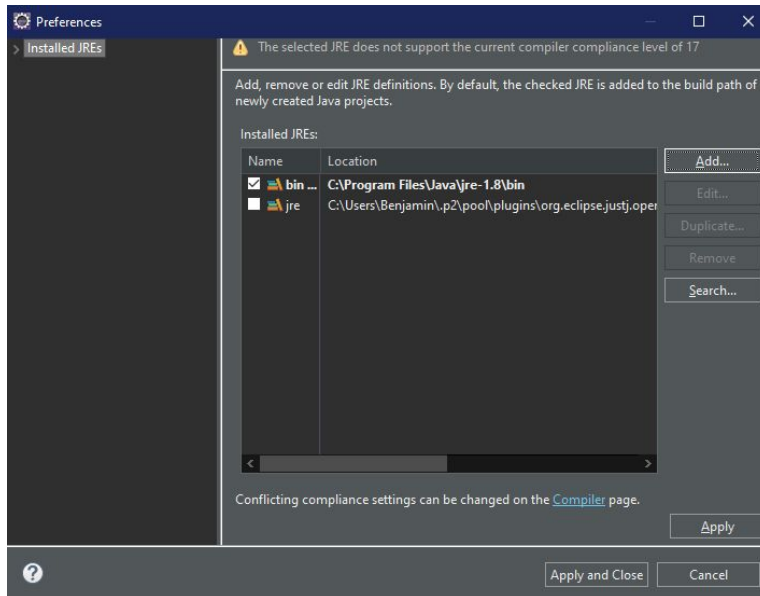 Preferences
Installed JREs
The selected JRE does not support the current compiler compliance level of 17
Add, remove or edit JRE definitions. By default, the checked JRE is added to the build path of
newly created Java projects.
Installed JREs:
Name Location
bin ... C:\Program Files\Java\jre-1.8\bin
jre C:\Users\Benjamin\.p2\pool\plugins\org.eclipse.justj.oper
Add...
Edit...
Duplicate...
Remove
Search...
Conflicting compliance settings can be changed on the Compiler page.
Apply
Apply and Close Cancel